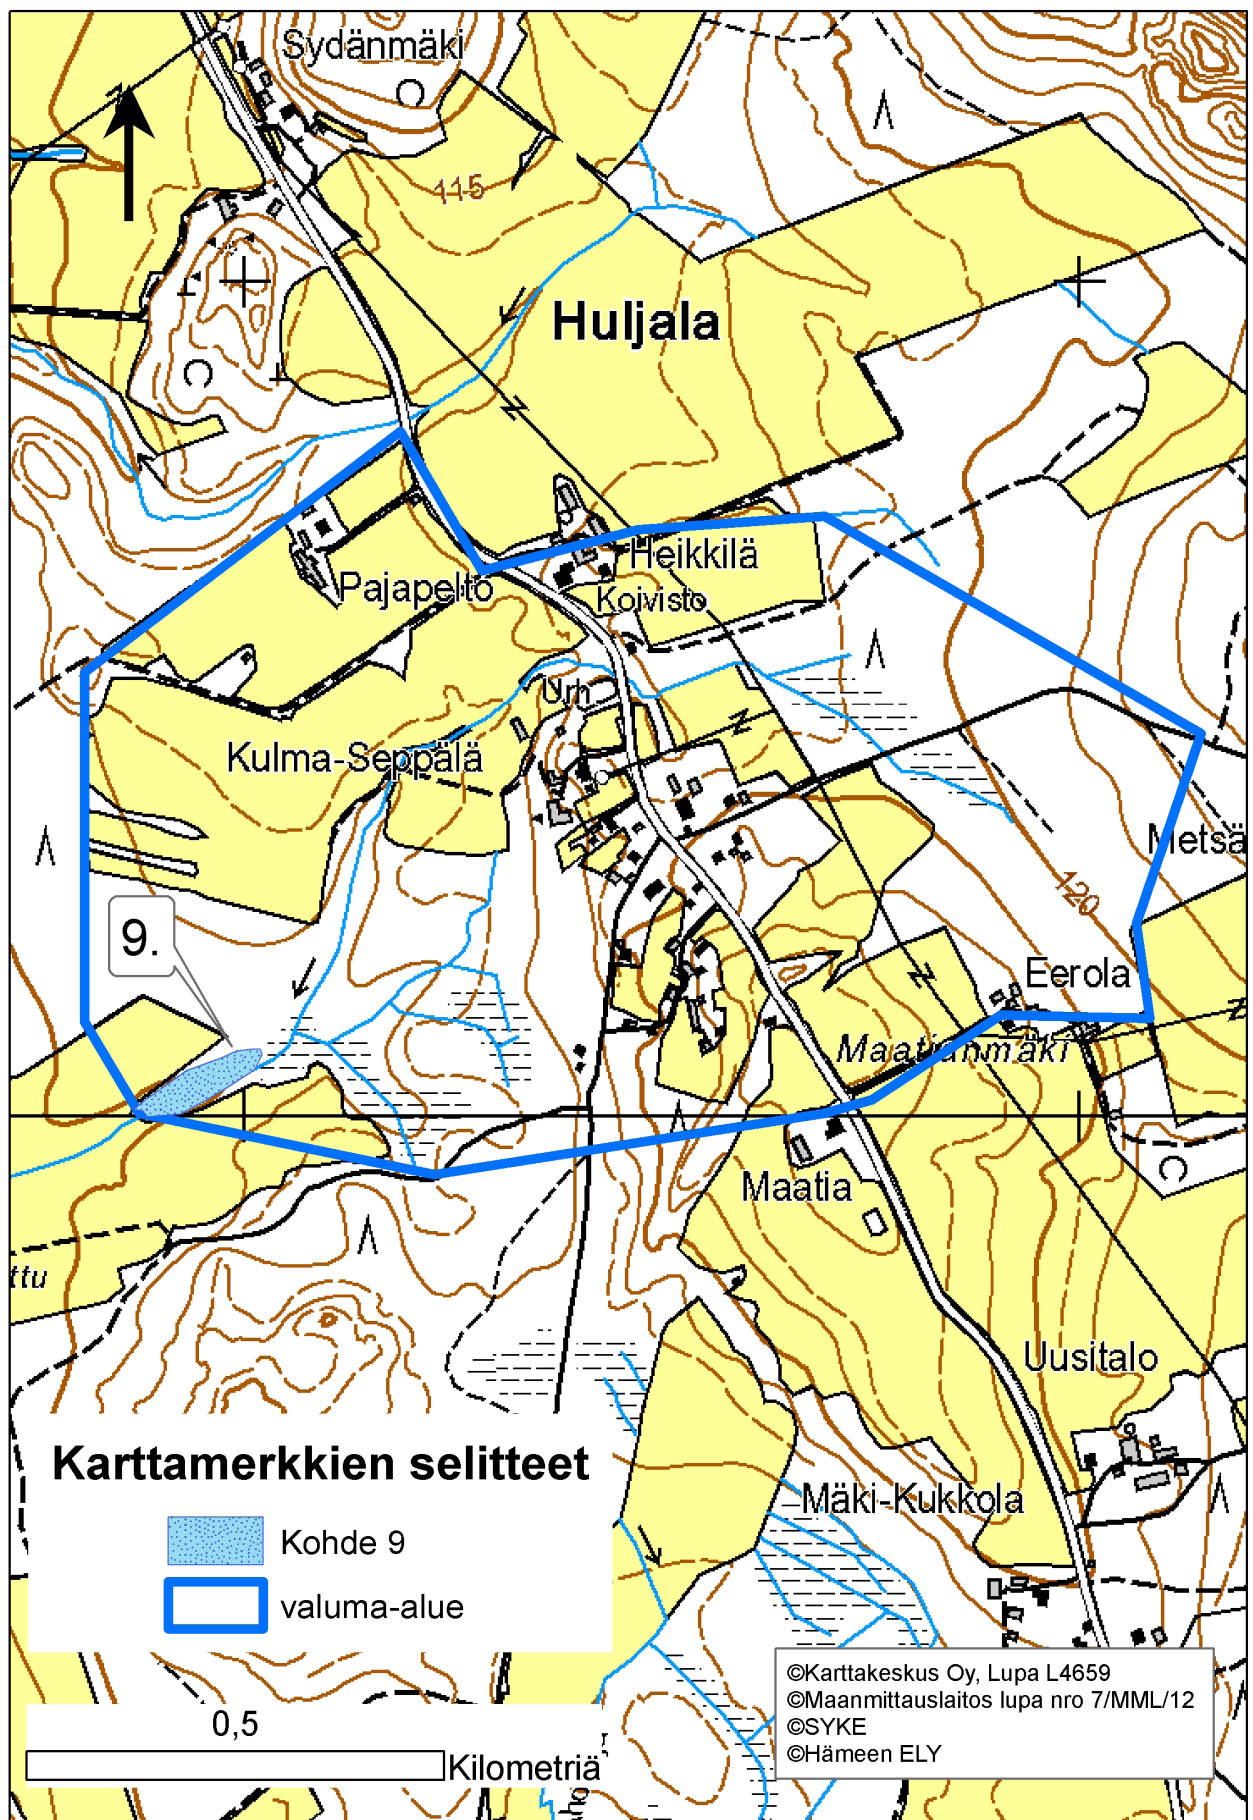 Sydänmäki
115
Huljala
Heikkilä
Pajapelto
Koivisto
Urh
Kulma-Seppälä
Metsä
120
9.
Eerola
Maatianmäki
Maatia
ttu
Uusitalo
Karttamerkkien selitteet
Mäki-Kukkola
Kohde 9
valuma-alue
©Karttakeskus Oy, Lupa L4659
©Maanmittauslaitos lupa nro 7/MML/12
©SYKE
©Hämeen ELY
0,5
Kilometriä